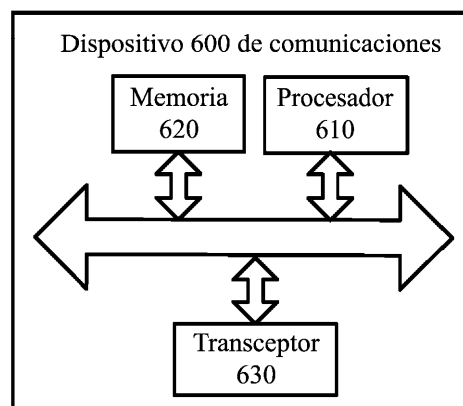 Dispositivo 600 de comunicaciones
Memoria
620
Procesador
610
Transceptor
630